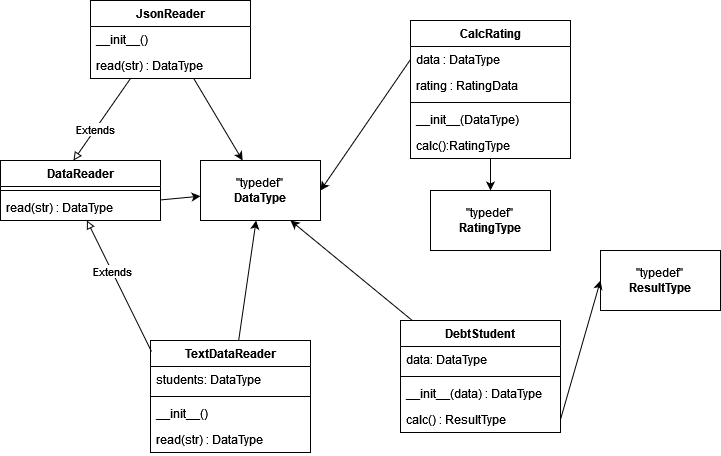 JsonReader
__init__()
read(str) : DataType
CalcRating
data : DataType
rating : RatingData
__init__(DataType)
calc():RatingType
Extends
DataReader
read(str) : DataType
"typedef"
DataType
"typedef"
RatingType
Extends
"typedef"
ResultType
TextDataReader
students: DataType
__init__()
read(str) : DataType
DebtStudent
data: DataType
__init__(data) : DataType
calc() : ResultType